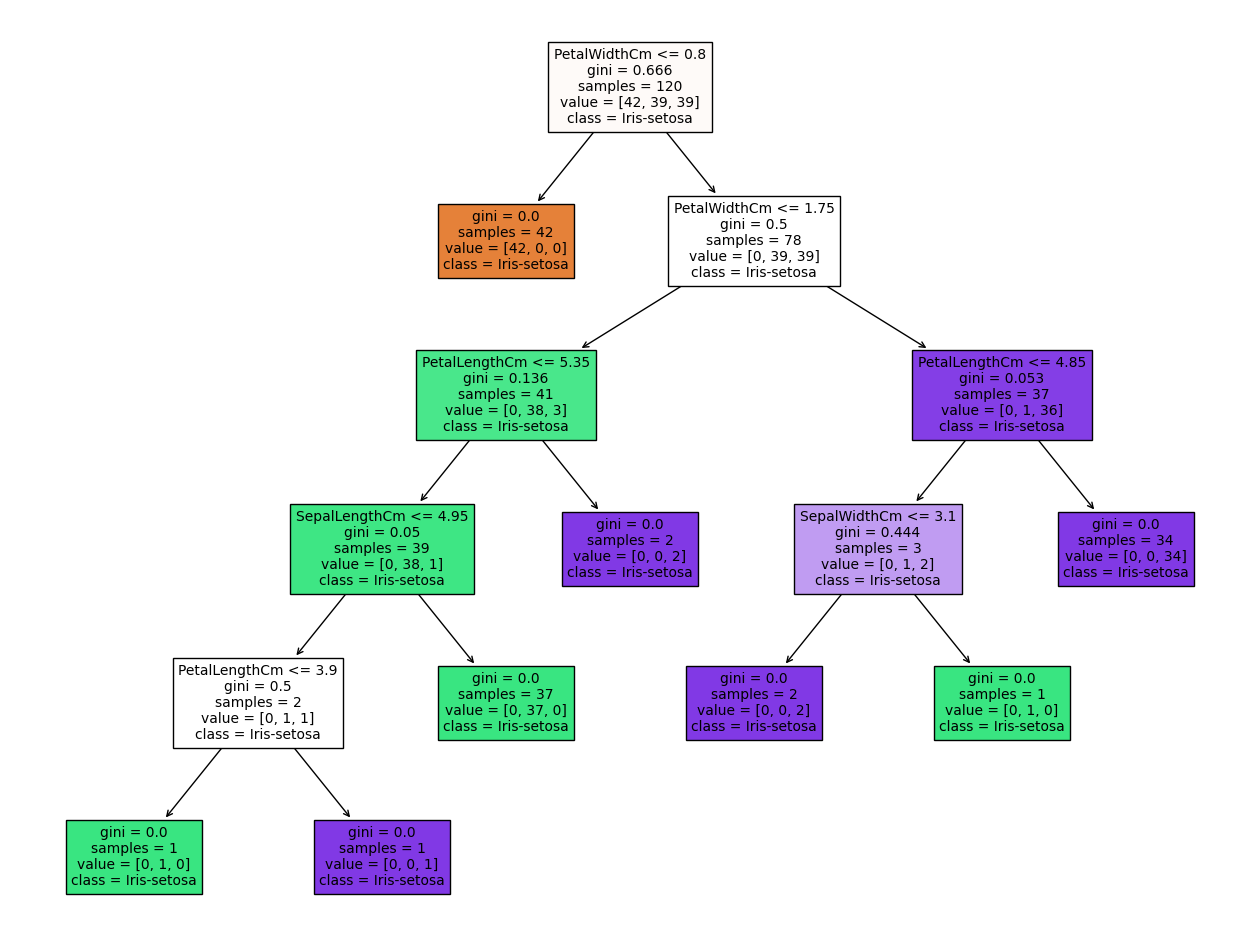 PetalWidthCm <= 0.8
gini = 0.666
samples = 120
value = [42, 39, 39]
class = Iris-setosa
gini = 0.0
samples = 42
value = [42, 0, 0]
class = Iris-setosa
PetalWidthCm <= 1.75
gini = 0.5
samples = 78
value = [0, 39, 39]
class = Iris-setosa
PetalLengthCm <= 5.35
gini = 0.136
samples = 41
value = [0, 38, 3]
class = Iris-setosa
PetalLengthCm <= 4.85
gini = 0.053
samples = 37
value = [0, 1, 36]
class = Iris-setosa
SepalLengthCm <= 4.95
gini = 0.05
samples = 39
value = [0, 38, 1]
class = Iris-setosa
gini = 0.0
samples = 2
value = [0, 0, 2]
class = Iris-setosa
SepalWidthCm <= 3.1
gini = 0.444
samples = 3
value = [0, 1, 2]
class = Iris-setosa
gini = 0.0
samples = 34
value = [0, 0, 34]
class = Iris-setosa
PetalLengthCm <= 3.9
gini = 0.5
samples = 2
value = [0, 1, 1]
class = Iris-setosa
gini = 0.0
samples = 37
value = [0, 37, 0]
class = Iris-setosa
gini = 0.0
samples = 2
value = [0, 0, 2]
class = Iris-setosa
gini = 0.0
samples = 1
value = [0, 1, 0]
class = Iris-setosa
gini = 0.0
samples = 1
value = [0, 1, 0]
class = Iris-setosa
gini = 0.0
samples = 1
value = [0, 0, 1]
class = Iris-setosa